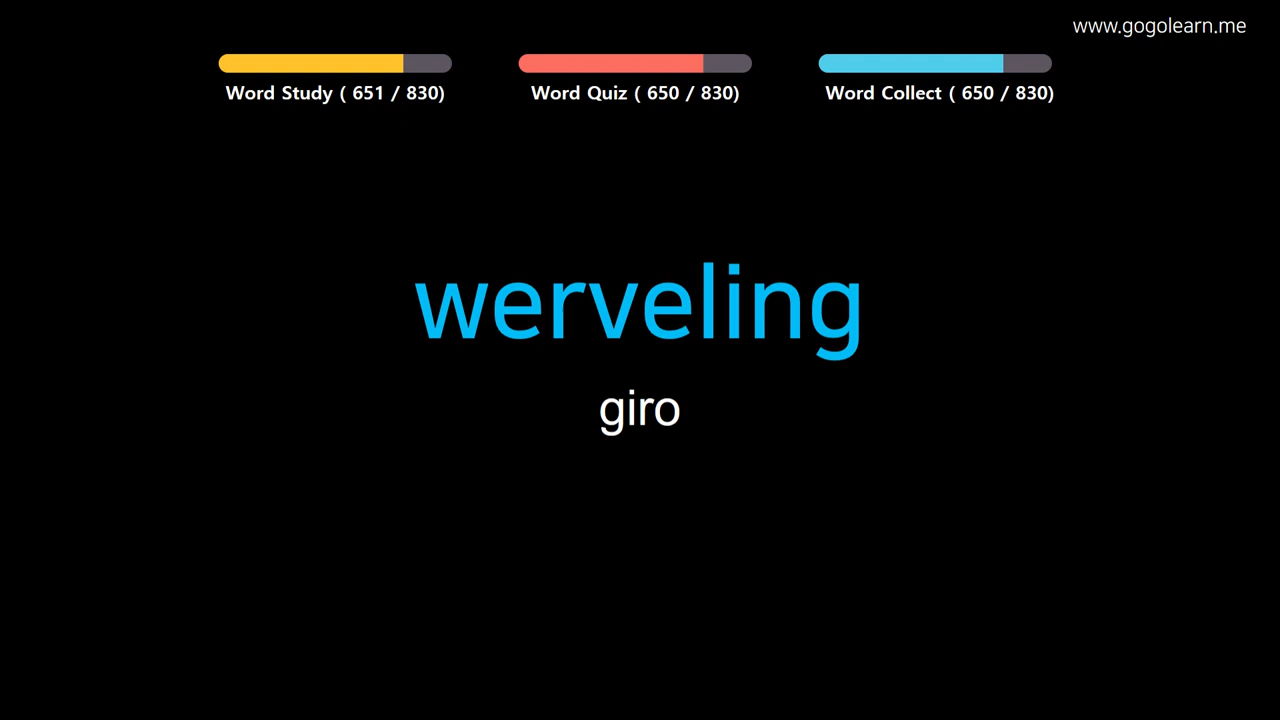 www.gogolearn.me
Word Study ( 651 / 830)
Word Quiz ( 650 / 830)
Word Collect ( 650 / 830)
werveling
giro